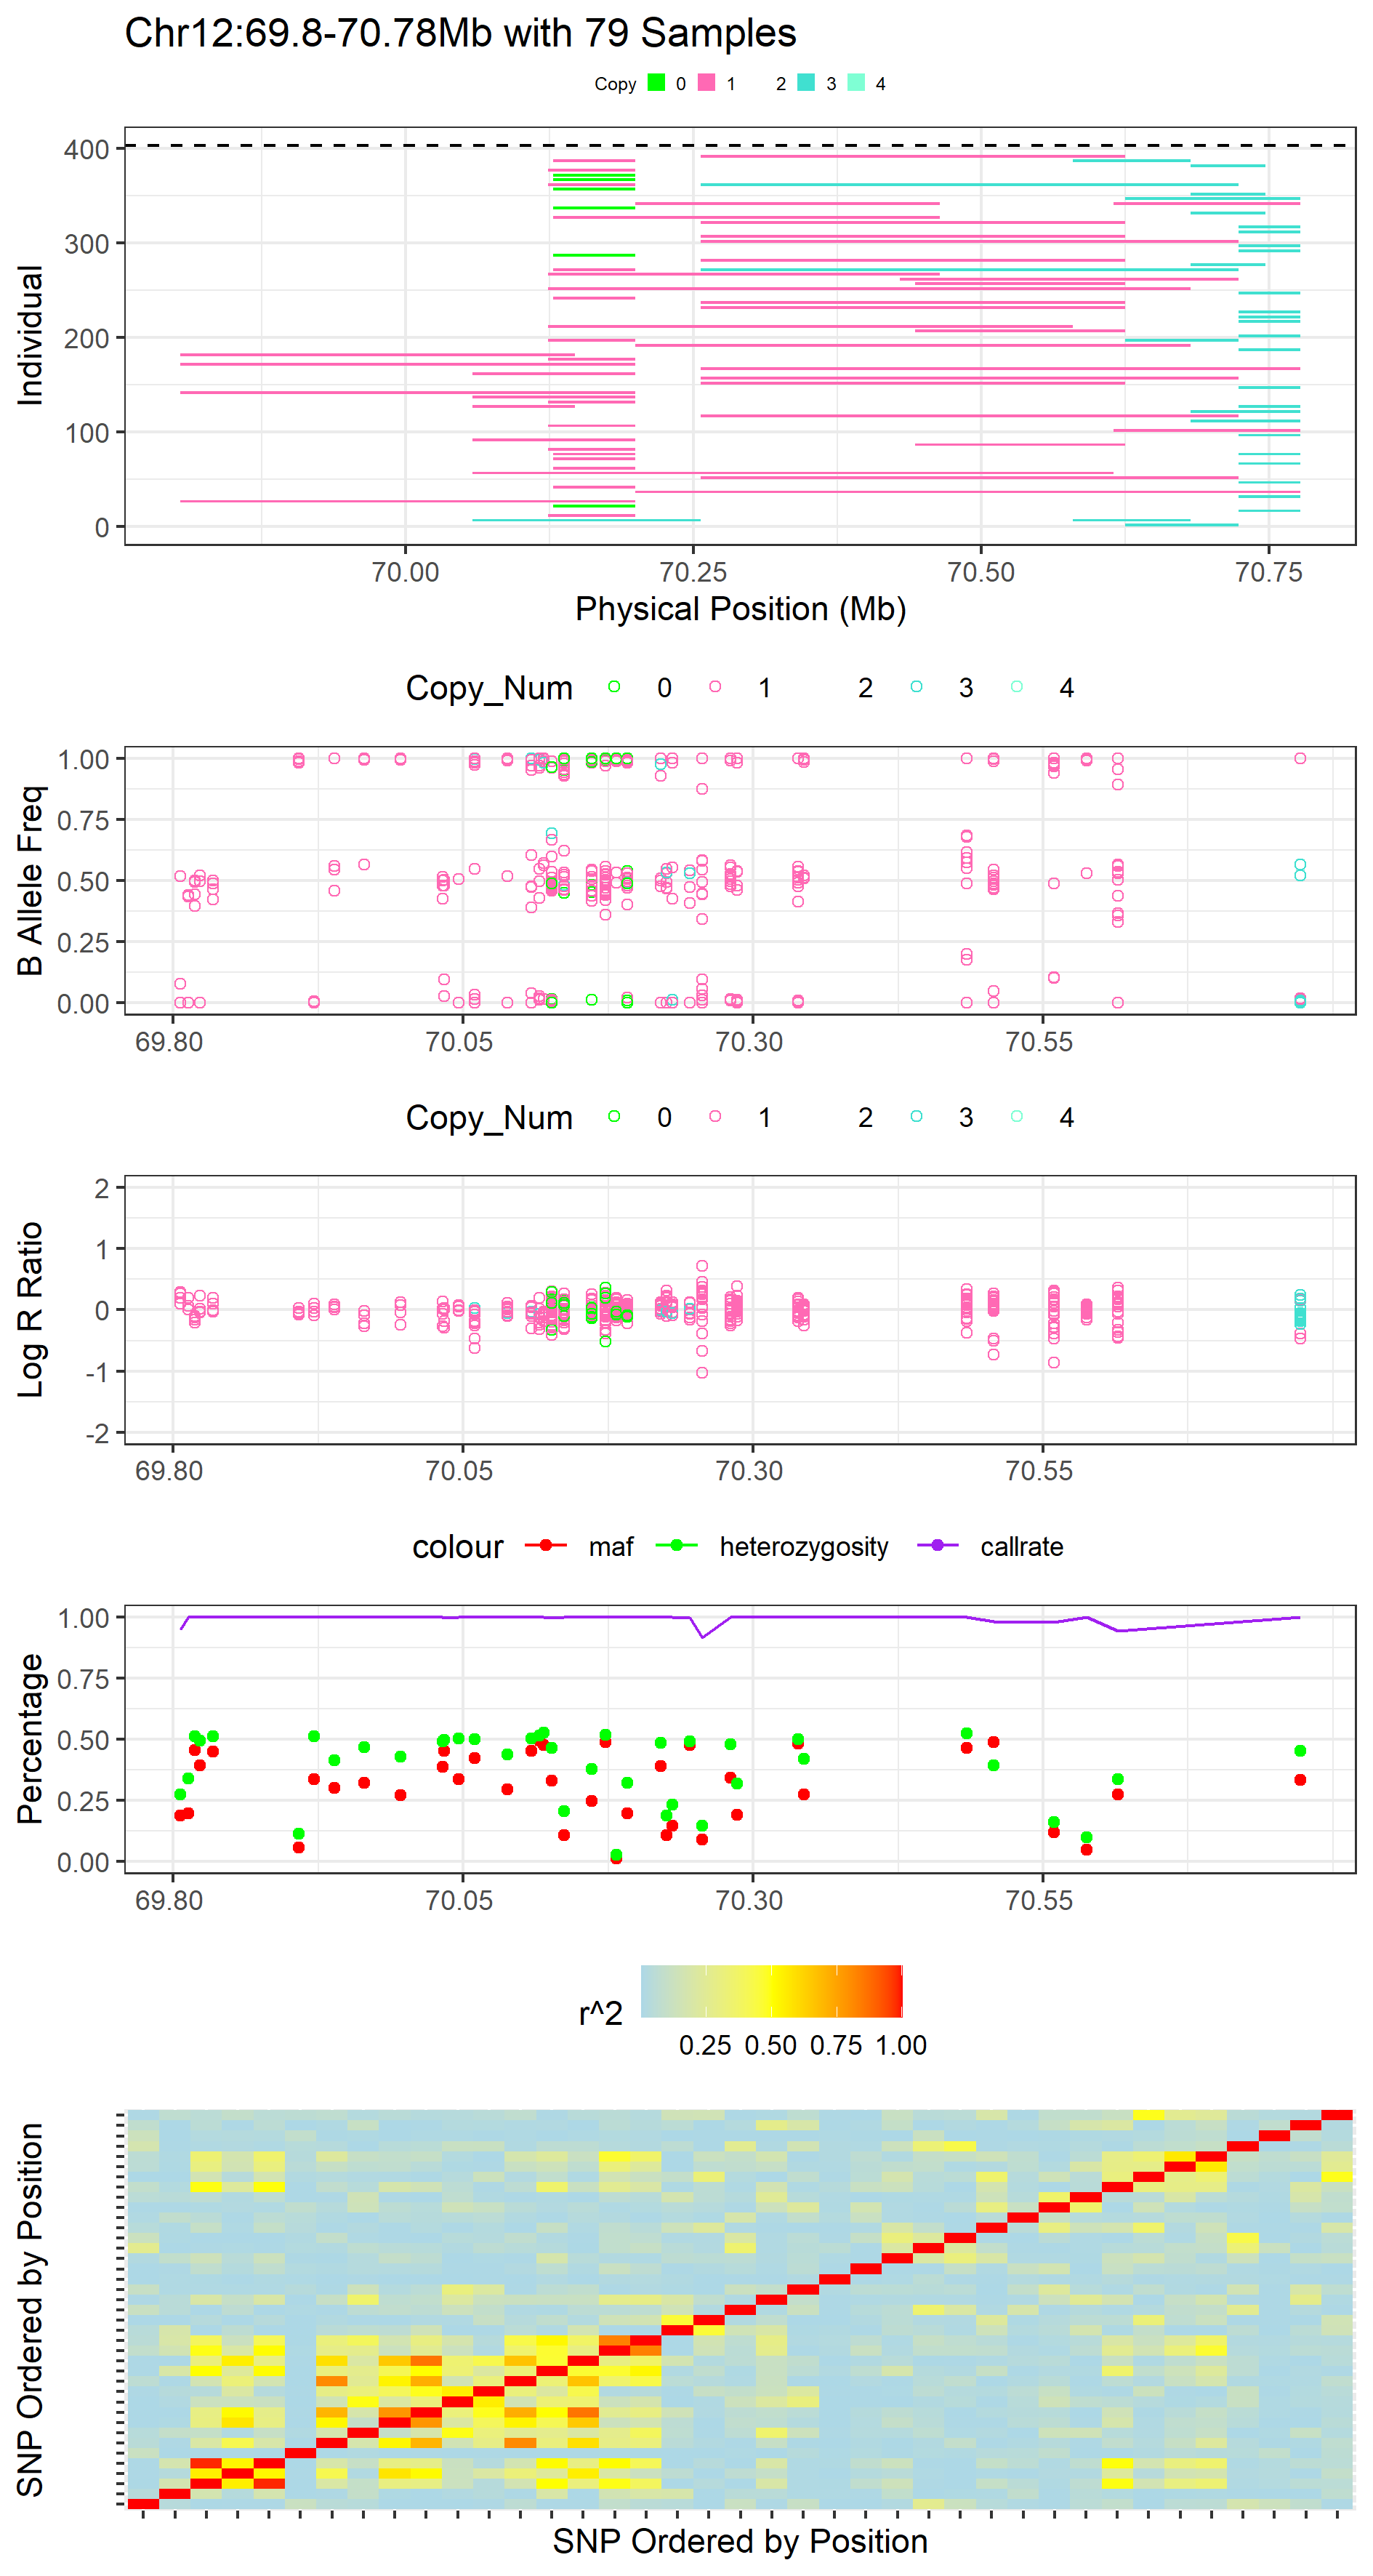 Chr12:69.8-70.78Mb with 79 Samples
Copy 0 1 2 3 4
400
300
200
100
0
Individual
70.00 70.25 70.50 70.75
Physical Position (Mb)
Copy_Num 0 1 2 3 4
1.00
0.75
0.50
0.25
0.00
B Allele Freq
69.80 70.05 70.30 70.55
Copy_Num 0 1 2 3 4
2
1
0
-1
-2
Log R Ratio
69.80 70.05 70.30 70.55
colour maf heterozygosity callrate
1.00
0.75
0.50
0.25
0.00
Percentage
69.80 70.05 70.30 70.55
r^2
0.25 0.50 0.75 1.00
SNP Ordered by Position
SNP Ordered by Position